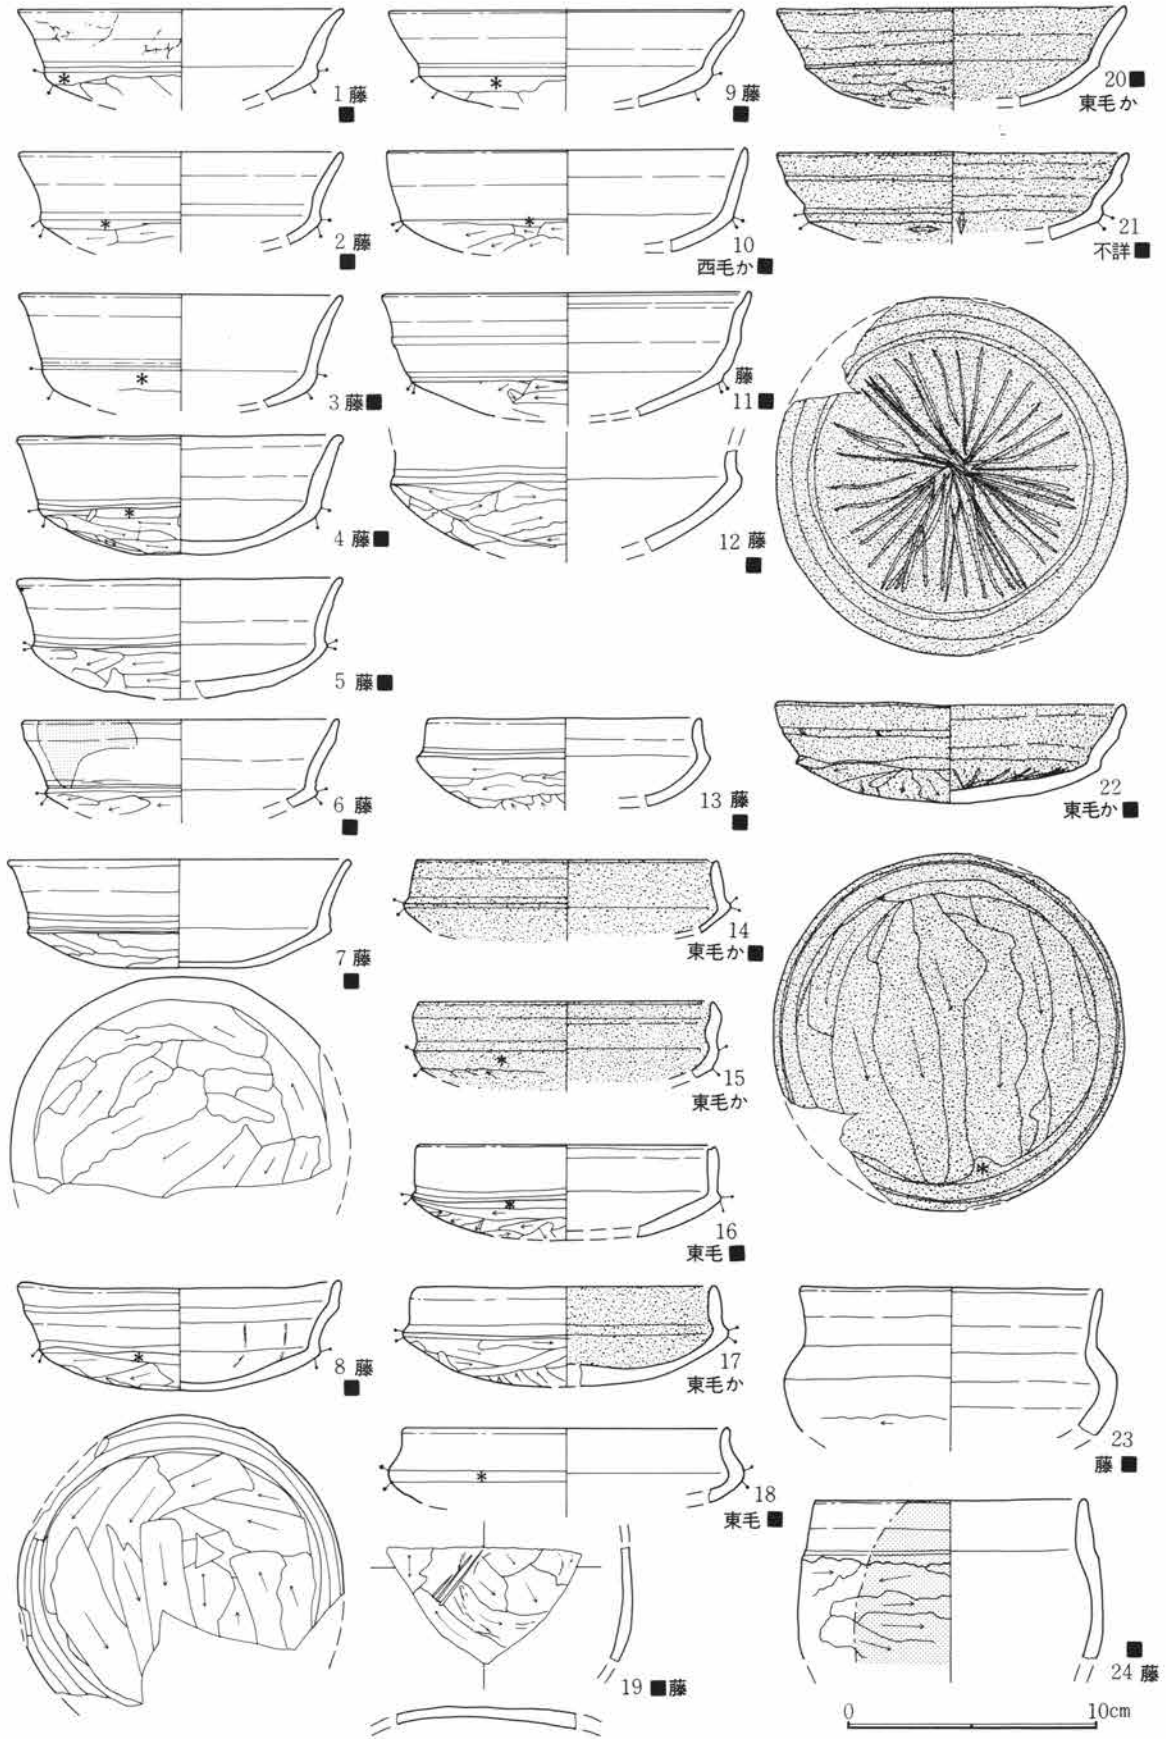 1 藤 ■
2 藤 ■
3 藤■
4 藤■
5 藤■
6 藤 ■
7 藤 ■
8 藤 ■
9 藤 ■
10
西毛か■
藤
11■
12 藤 ■
13 藤 ■
14
東毛か■
15
東毛か
16
東毛■
17
東毛か
18
東毛■
19■藤
20■
東毛か
21
不詳■
22
東毛か■
23
藤■
■
24 藤
0 10cm